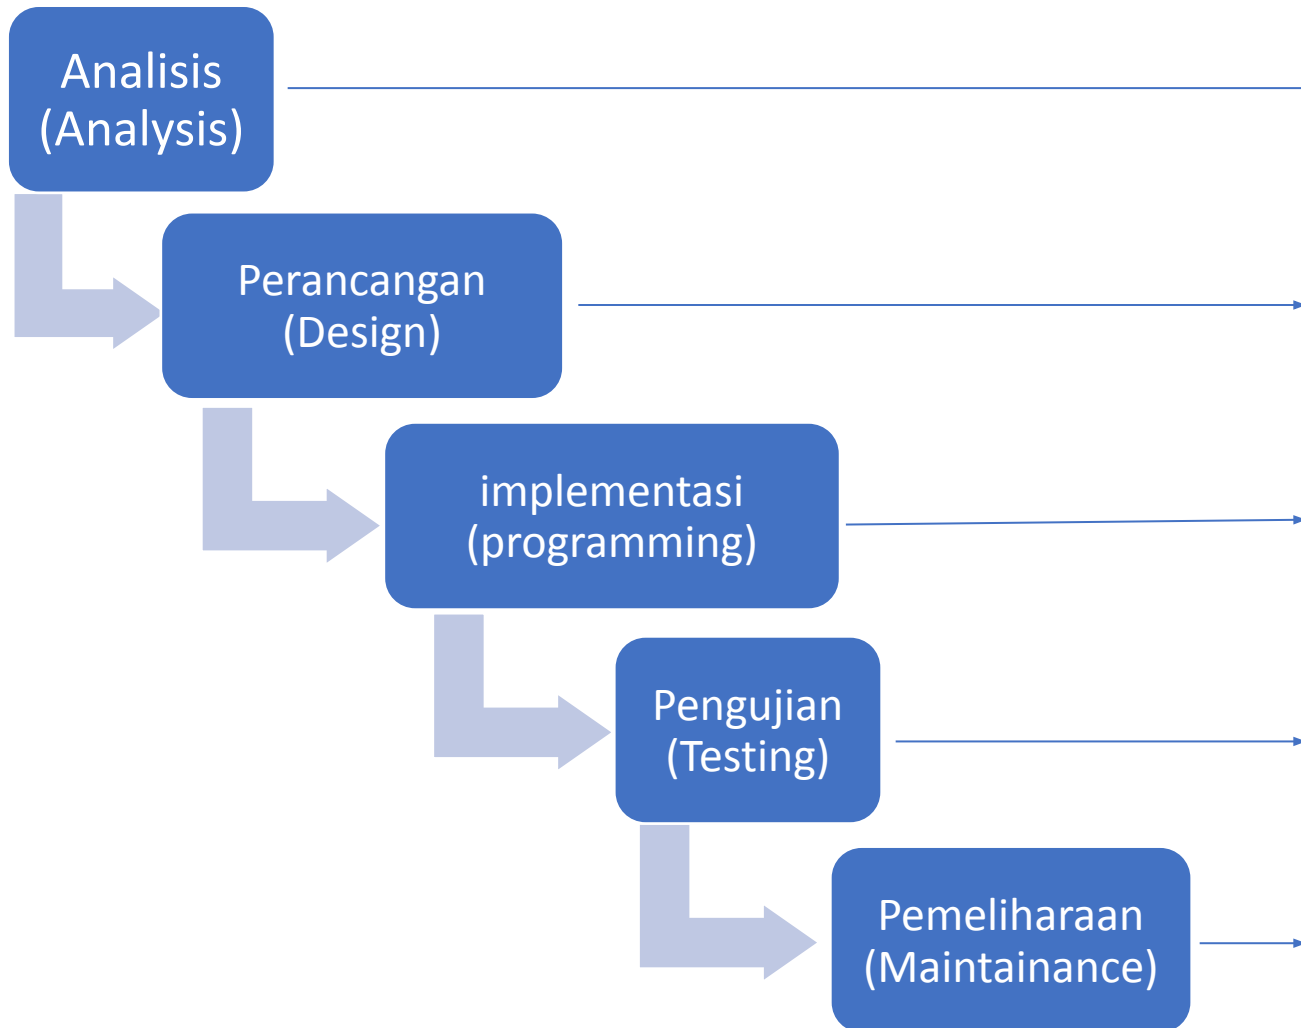 Analisis
(Analysis)
Perancangan
(Design)
implementasi
(programming)
Pengujian
(Testing)
Pemeliharaan
(Maintainance)